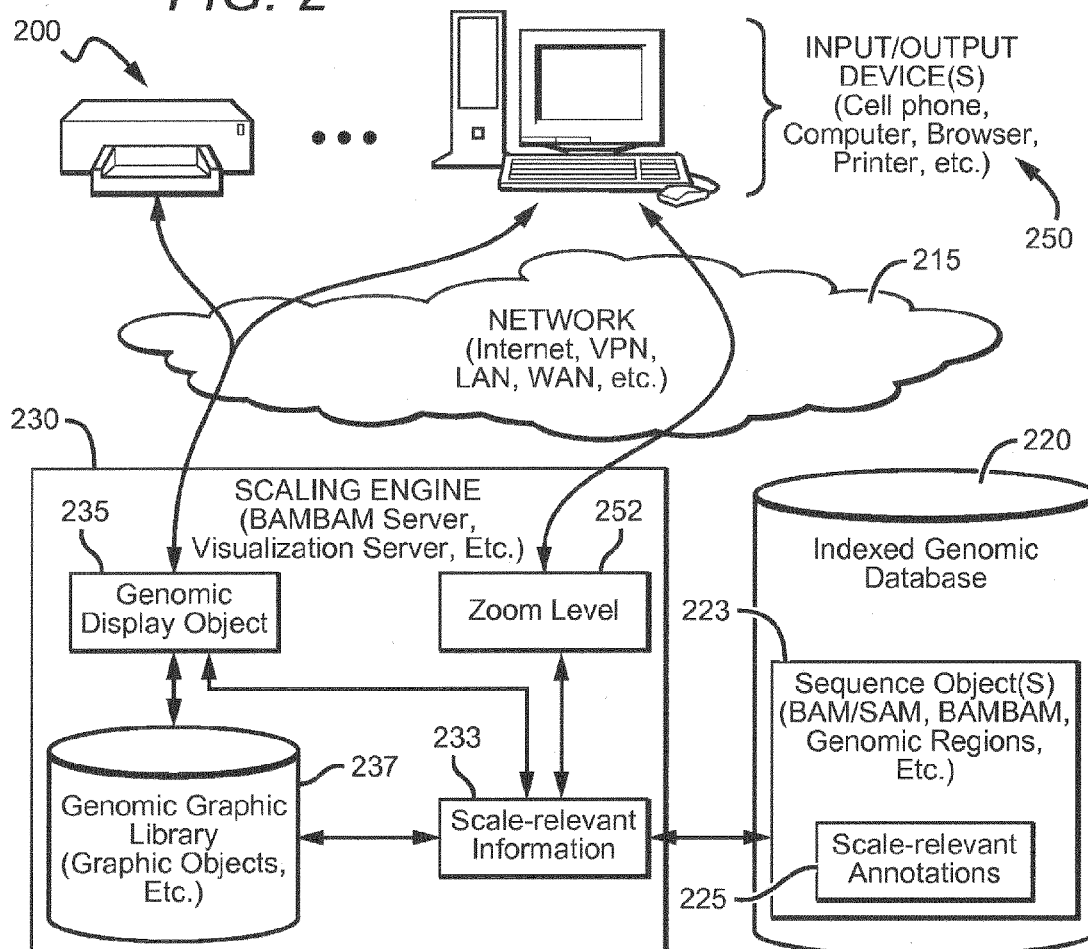 FIG. 2
200
INPUT/OUTPUT
DEVICE(S)
(Cell phone,
Computer, Browser,
Printer, etc.)
250
215
NETWORK
(Internet, VPN,
LAN, WAN, etc.)
230
220
SCALING ENGINE
(BAMBAM Server,
Visualization Server, Etc.)
235
252
Genomic
Display Object
Zoom Level
Indexed Genomic
Database
223
Sequence Object(S)
(BAM/SAM, BAMBAM,
Genomic Regions,
Etc.)
233
237
Genomic Graphic
Library
(Graphic Objects,
Etc.)
Scale-relevant
Information
Scale-relevant
Annotations
225